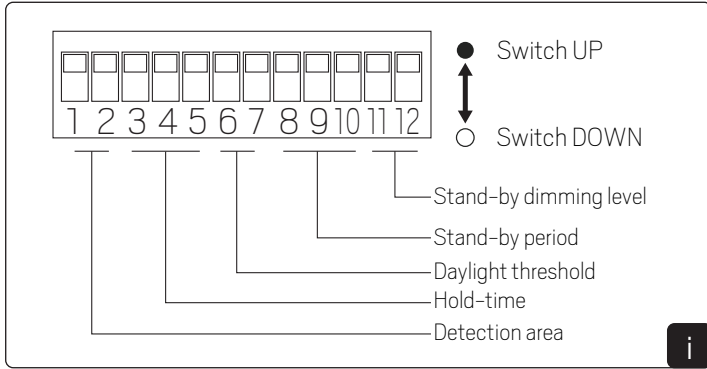 Switch UP
1 2 3 4 5 6 7 8 9 10 11 12
Switch DOWN
Stand-by dimming level
Stand-by period
Daylight threshold
Hold-time
Detection area
i